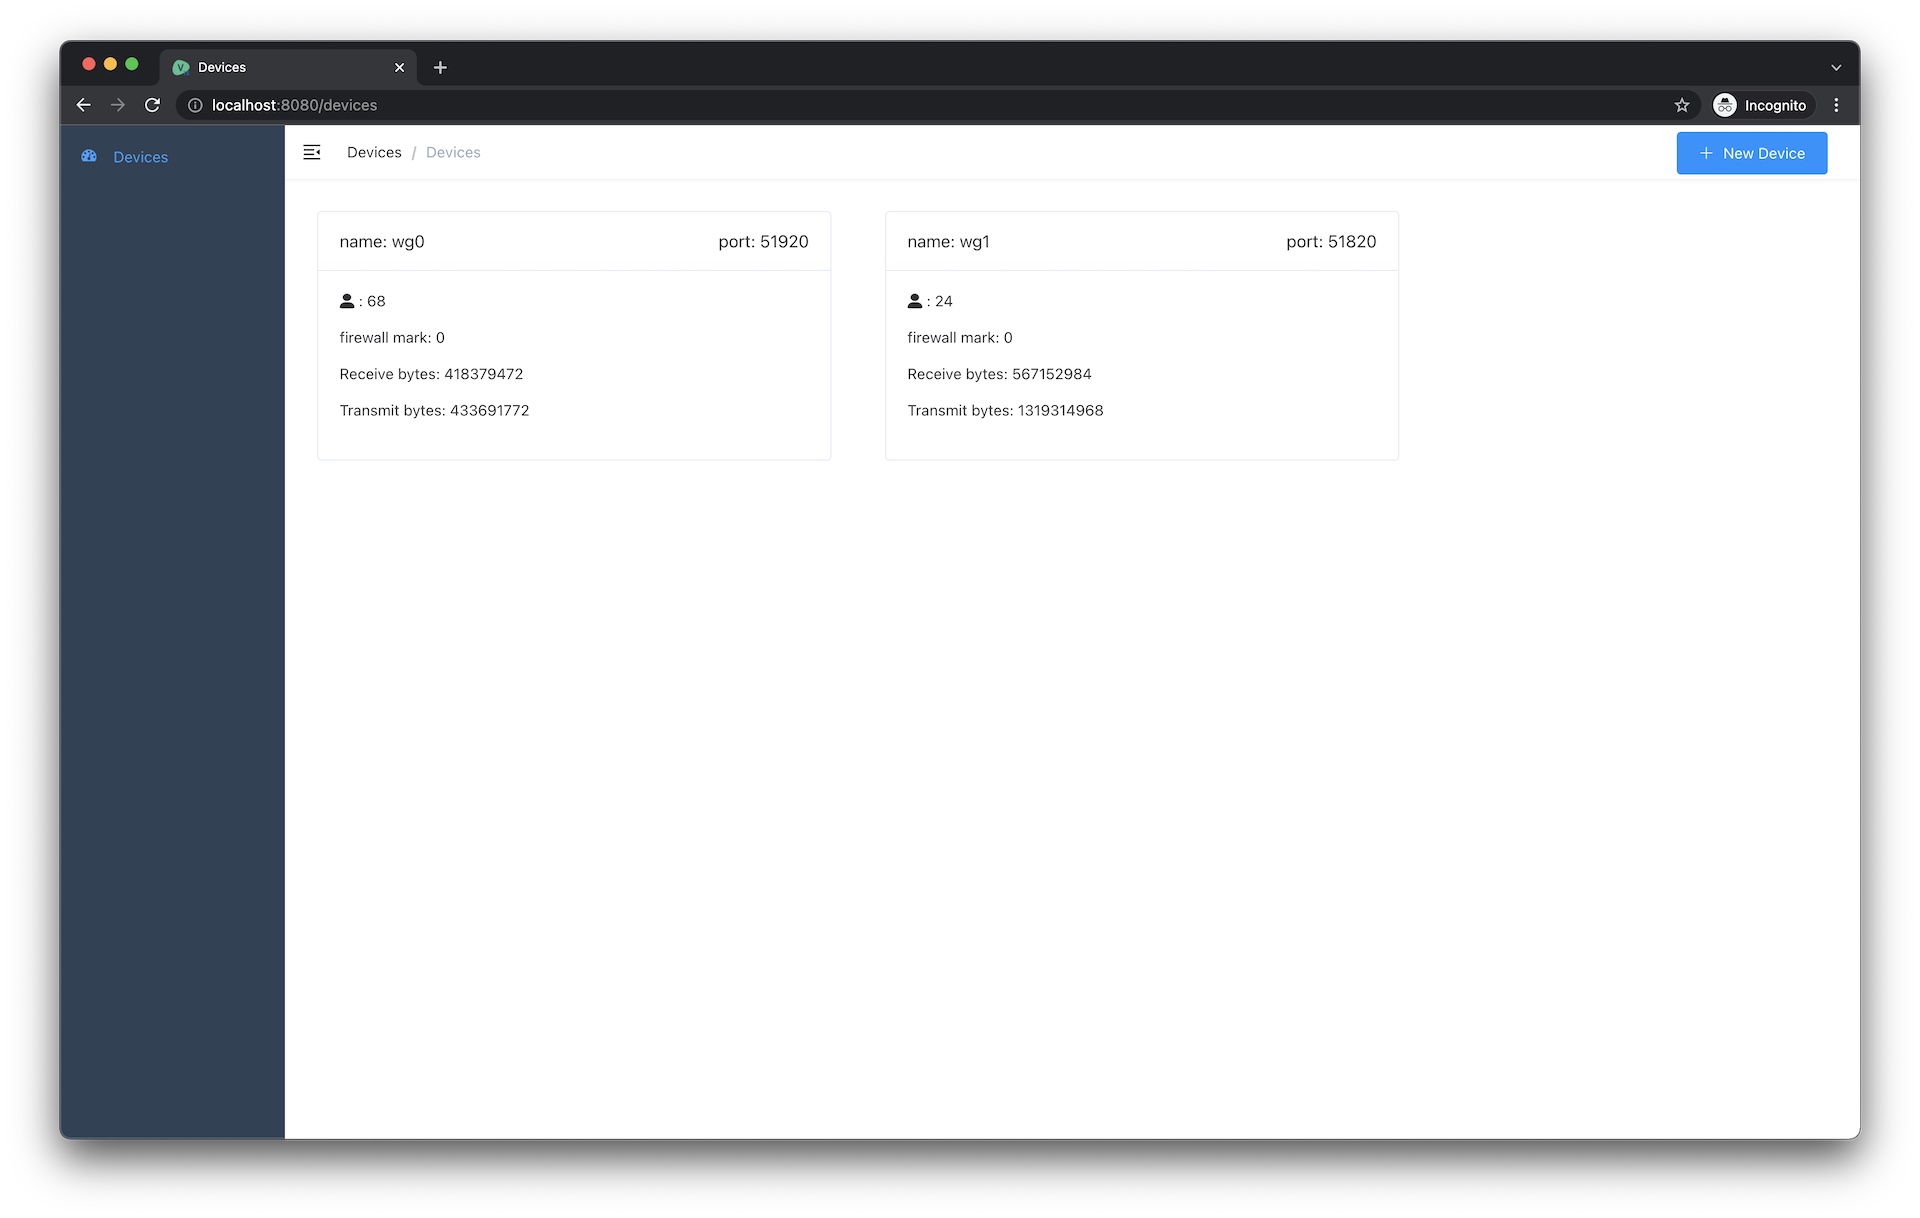 Devices
localhost:8080/devices
Incognito
Devices
Devices / Devices
New Device
name: wg0
port: 51920
: 68
firewall mark: 0
Receive bytes: 418379472
Transmit bytes: 433691772
name: wg1
port: 51820
: 24
firewall mark: 0
Receive bytes: 567152984
Transmit bytes: 1319314968